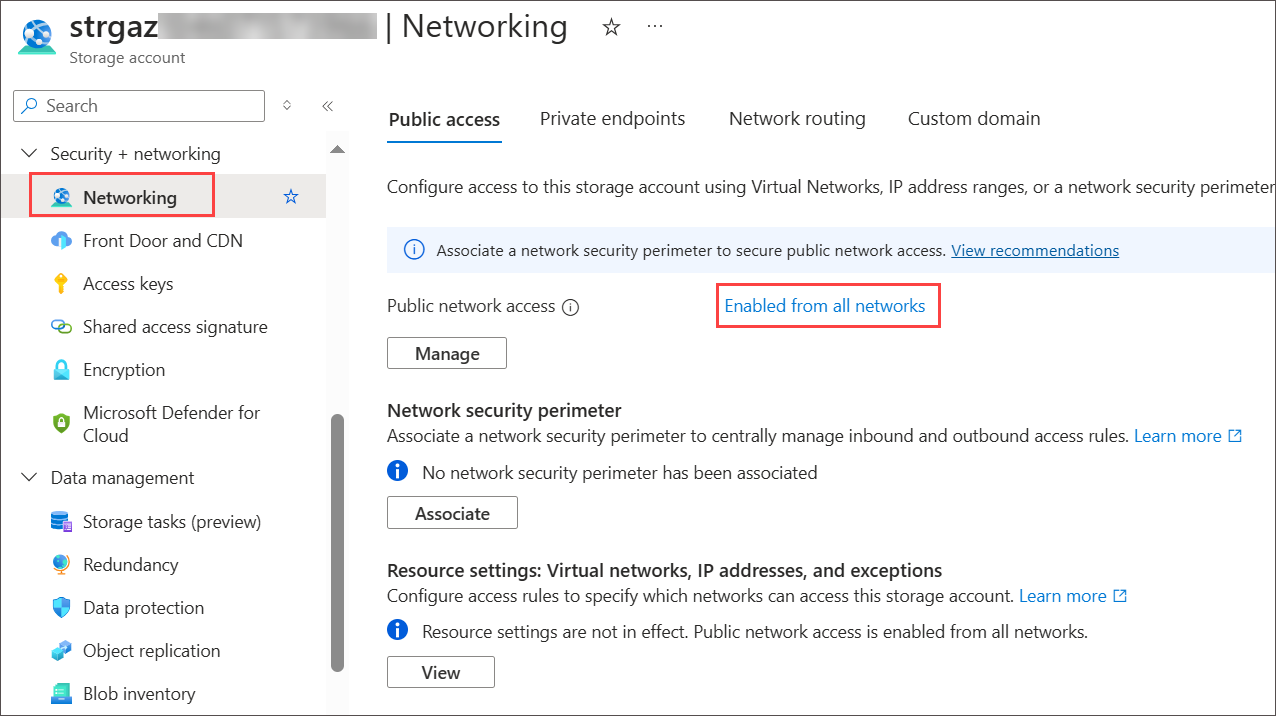 strgaz | Networking
Storage account
Search
Security + networking
Networking
Front Door and CDN
Access keys
Shared access signature
Encryption
Microsoft Defender for
Cloud
Data management
Storage tasks (preview)
Redundancy
Data protection
Object replication
Blob inventory
Public access Private endpoints Network routing Custom domain
Configure access to this storage account using Virtual Networks, IP address ranges, or a network security perimeter
Associate a network security perimeter to secure public network access. View recommendations
Public network access Enabled from all networks
Manage
Network security perimeter
Associate a network security perimeter to centrally manage inbound and outbound access rules. Learn more
No network security perimeter has been associated
Associate
Resource settings: Virtual networks, IP addresses, and exceptions
Configure access rules to specify which networks can access this storage account. Learn more
Resource settings are not in effect. Public network access is enabled from all networks.
View